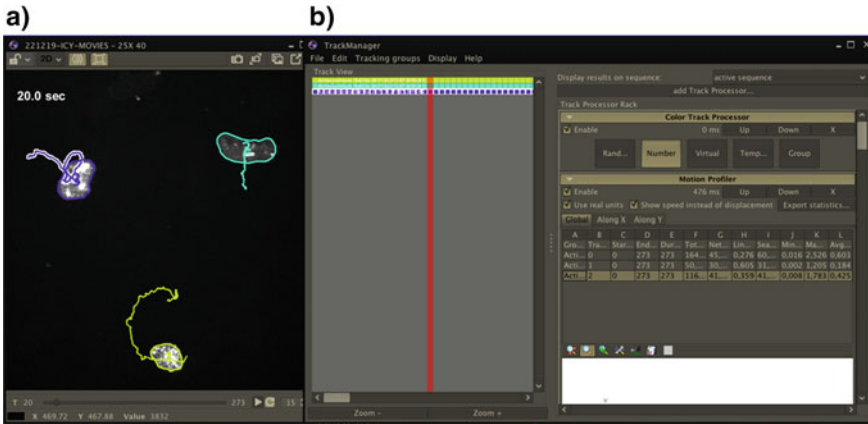 a)
b)
221219-ICY-MOVIES - 25X 40
2D
20.0 sec
T 20
273
15
X 469.72 Y 467.88 Value 3832
TrackManager
File Edit Tracking groups Display Help
Track View
Zoom -
Zoom +
Display results on sequence:
active sequence
add Track Processor...
Track Processor Rack
Color Track Processor
Enable
0 ms
Up
Down
X
Rand...
Number
Virtual
Temp...
Group
Motion Profiler
Enable
476 ms
Up
Down
X
Use real units
Show speed instead of displacement
Export statistics...
Global
Along X
Along Y
A B C D E F G H I J K L
Gro... Tra... Star... End... Dur... Tot... Net... Lin... Sea... Min... Ma... Avg...
Acti... 0 0 273 273 164... 45,... 0,276 60,... 0,016 2,526 0,603
Acti... 1 0 273 273 50,... 30,... 0,605 31,... 0,002 1,205 0,184
Acti... 2 0 273 273 116... 41,... 0,359 41,... 0,008 1,783 0,425